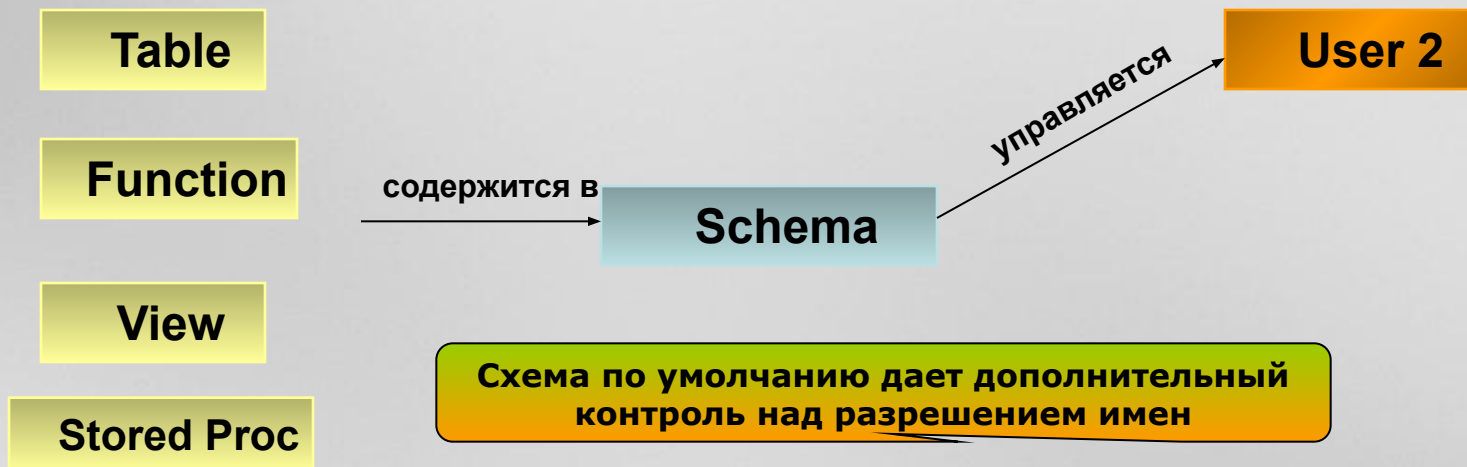 Table
User 2
управляется
Function
содержится в
Schema
View
Схема по умолчанию дает дополнительный
контроль над разрешением имен
Stored Proc